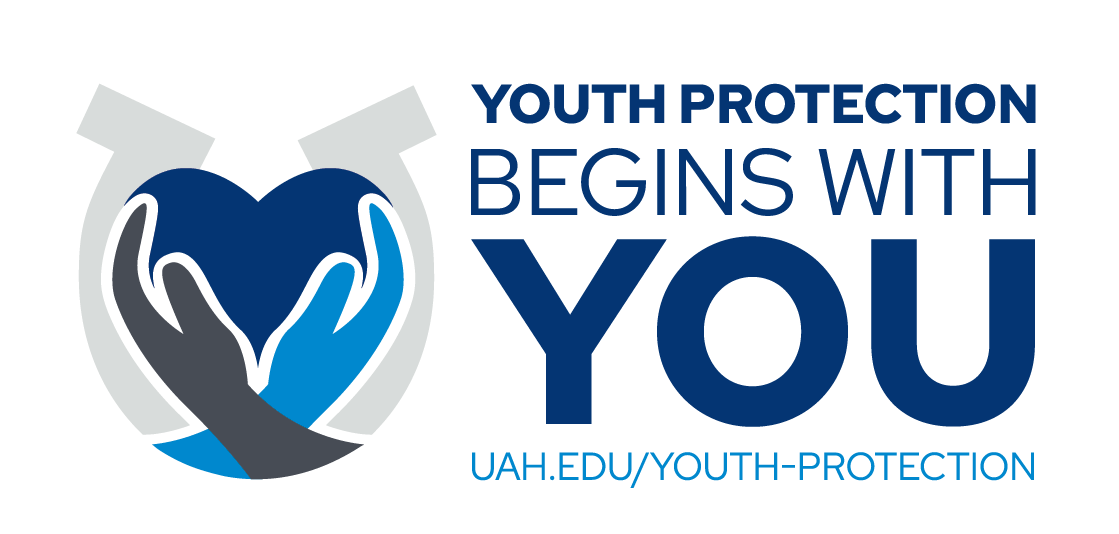 YOUTH PROTECTION
BEGINS WITH
YOU
UAH.EDU/YOUTH-PROTECTION